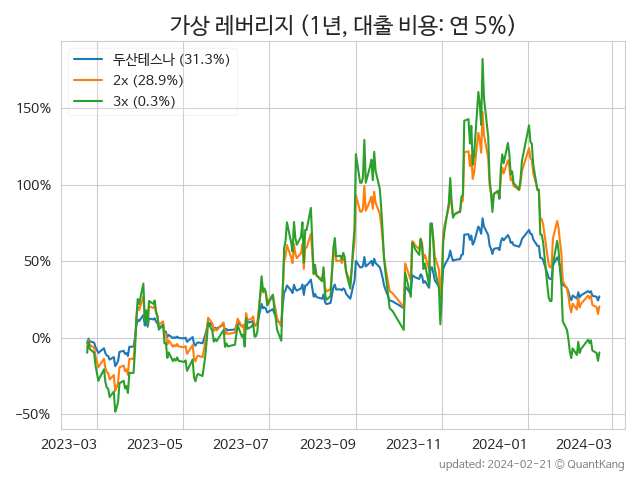 가상 레버리지 (1년, 대출 비용: 연 5%)
두산테스나 (31.3%)
2x (28.9%)
3x (0.3%)
150%
100%
50%
0%
−50%
2023-03 2023-05 2023-07 2023-09 2023-11 2024-01 2024-03
updated: 2024-02-21 © QuantKang